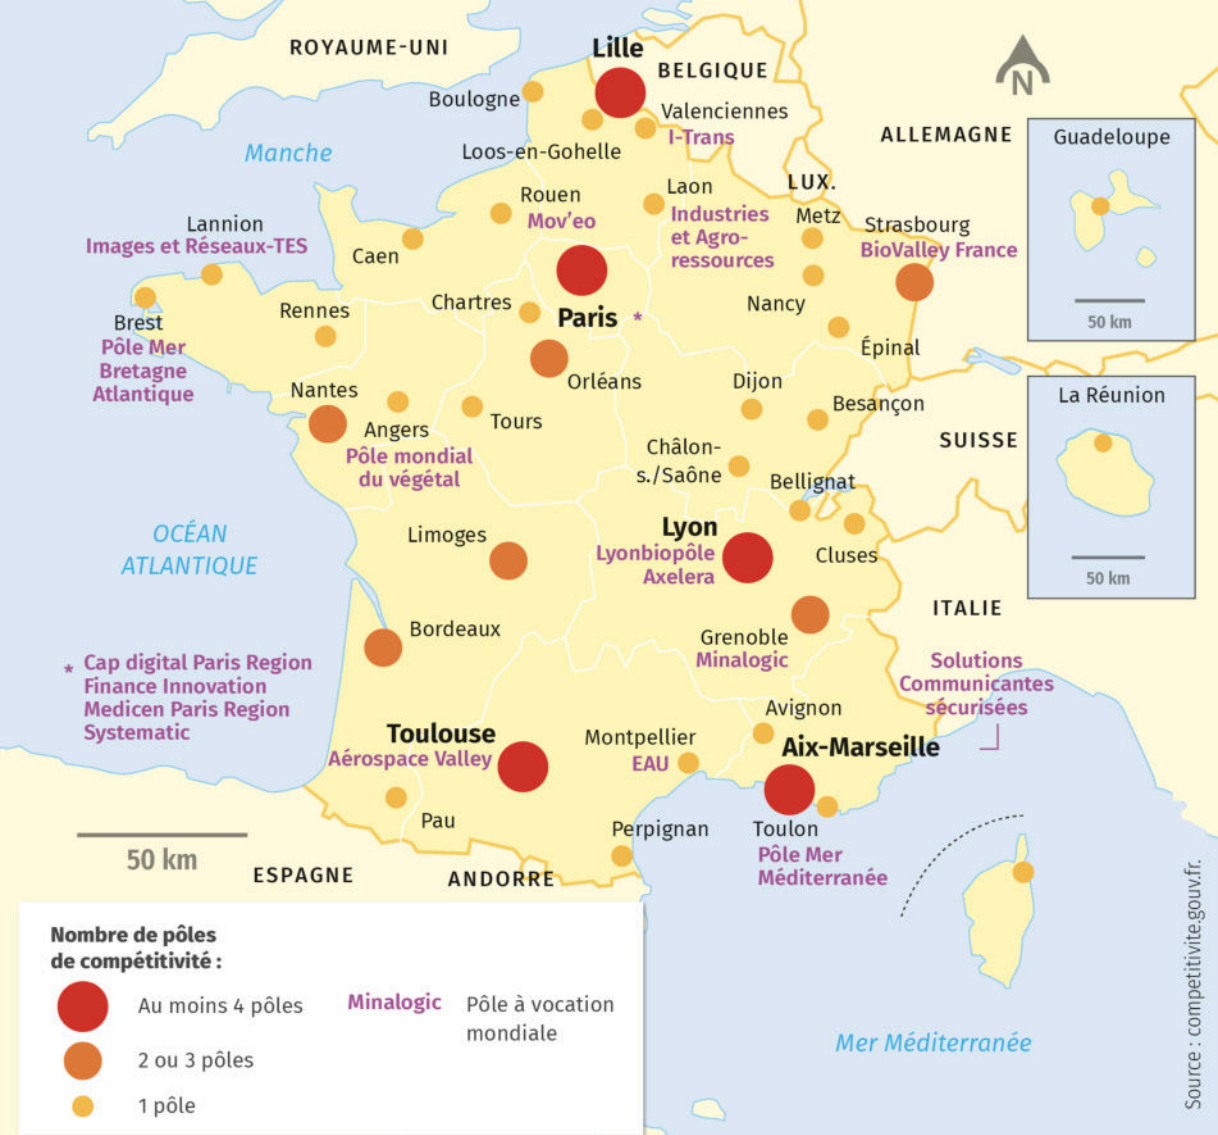 ROYAUME-UNI
Lille
BELGIQUE
Boulogne
Valenciennes
I-Trans
Manche
Loos-en-Gohelle
ALLEMAGNE
Guadeloupe
50 km
LUX.
Rouen
Mov'eo
Laon
Industries
et Agro-
ressources
Metz
Strasbourg
BioValley France
Lannion
Images et Réseaux-TES
Caen
Brest
Pôle Mer
Bretagne
Atlantique
Rennes
Chartres
Paris *
Nancy
Épinal
Orléans
Nantes
Angers
Pôle mondial
du végétal
Tours
Dijon
Besançon
La Réunion
50 km
SUISSE
Châlon-
s./Saône
Bellignat
OCÉAN
ATLANTIQUE
Limoges
Lyon
Lyonbiopôle
Axelera
Cluses
ITALIE
Bordeaux
Grenoble
Minalogic
* Cap digital Paris Region
Finance Innovation
Medicen Paris Region
Systematic
Solutions
Communicantes
sécurisées
Avignon
Toulouse
Aérospace Valley
Montpellier
EAU
Aix-Marseille
Pau
Perpignan
Toulon
Pôle Mer
Méditerranée
50 km
ESPAGNE
ANDORRE
N
Nombre de pôles
de compétitivité :
Au moins 4 pôles
2 ou 3 pôles
1 pôle
Minalogic
Pôle à vocation
mondiale
Mer Méditerranée
Source : competitivite.gouv.fr.